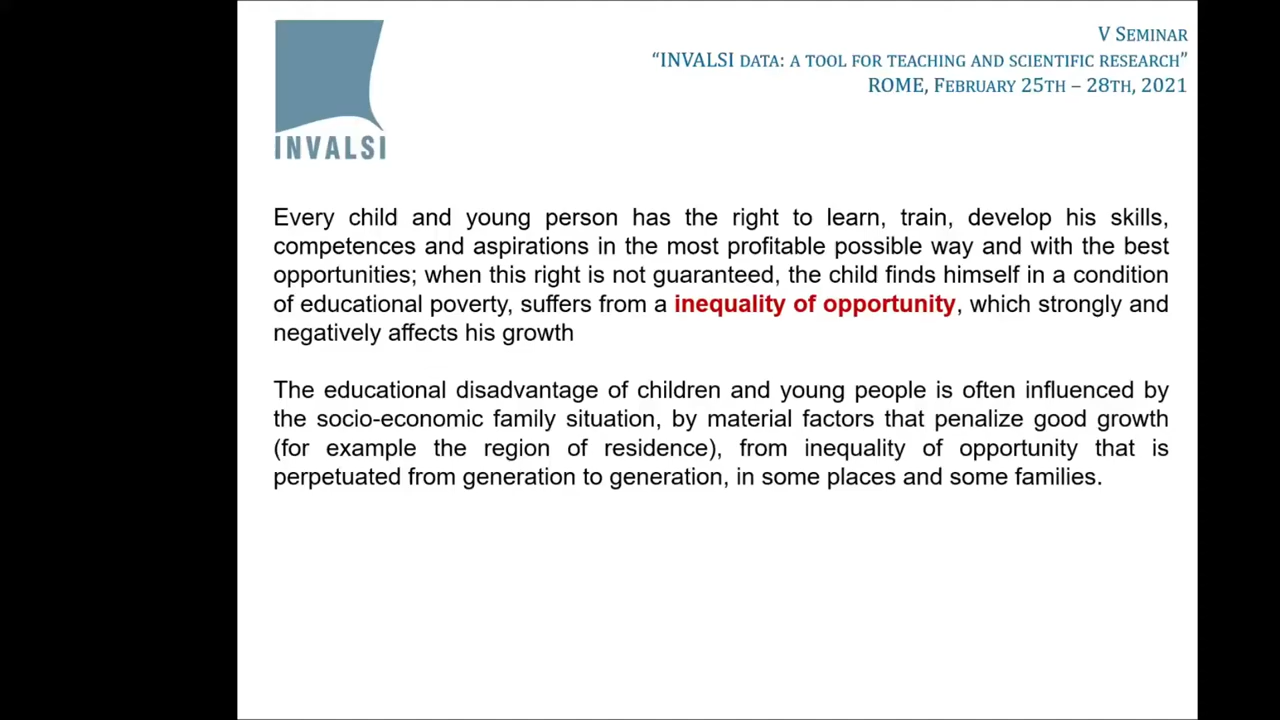 V SEMINAR
“INVALSI DATA: A TOOL FOR TEACHING AND SCIENTIFIC RESEARCH”
ROME, FEBRUARY 25TH – 28TH, 2021
INVALSI
Every child and young person has the right to learn, train, develop his skills,
competences and aspirations in the most profitable possible way and with the best
opportunities; when this right is not guaranteed, the child finds himself in a condition
of educational poverty, suffers from a inequality of opportunity, which strongly and
negatively affects his growth
The educational disadvantage of children and young people is often influenced by
the socio-economic family situation, by material factors that penalize good growth
(for example the region of residence), from inequality of opportunity that is
perpetuated from generation to generation, in some places and some families.